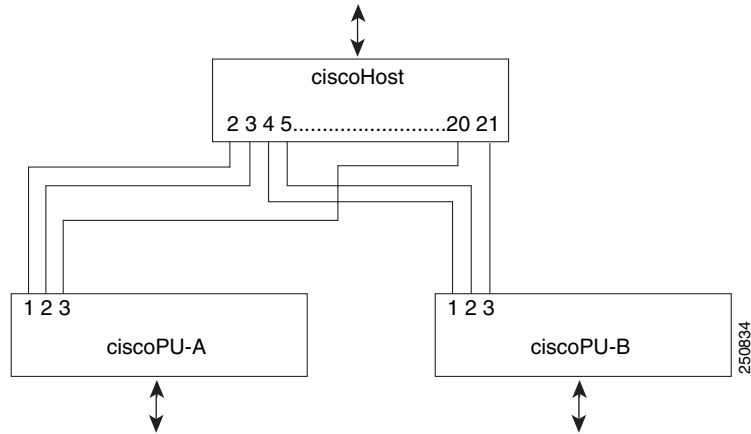 ciscoHost
2 3 4 5..........................20 21
1 2 3
1 2 3
ciscoPU-A
ciscoPU-B
250834